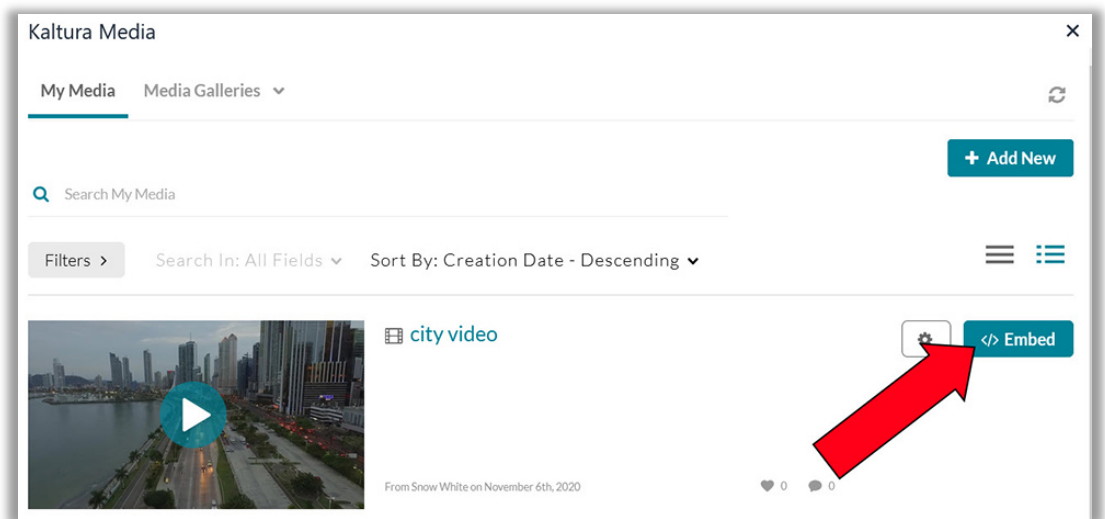 Kaltura Media
My Media Media Galleries
+ Add New
Search My Media
Filters > Search In: All Fields Sort By: Creation Date - Descending
city video
</> Embed
From Snow White on November 6th, 2020 0 0